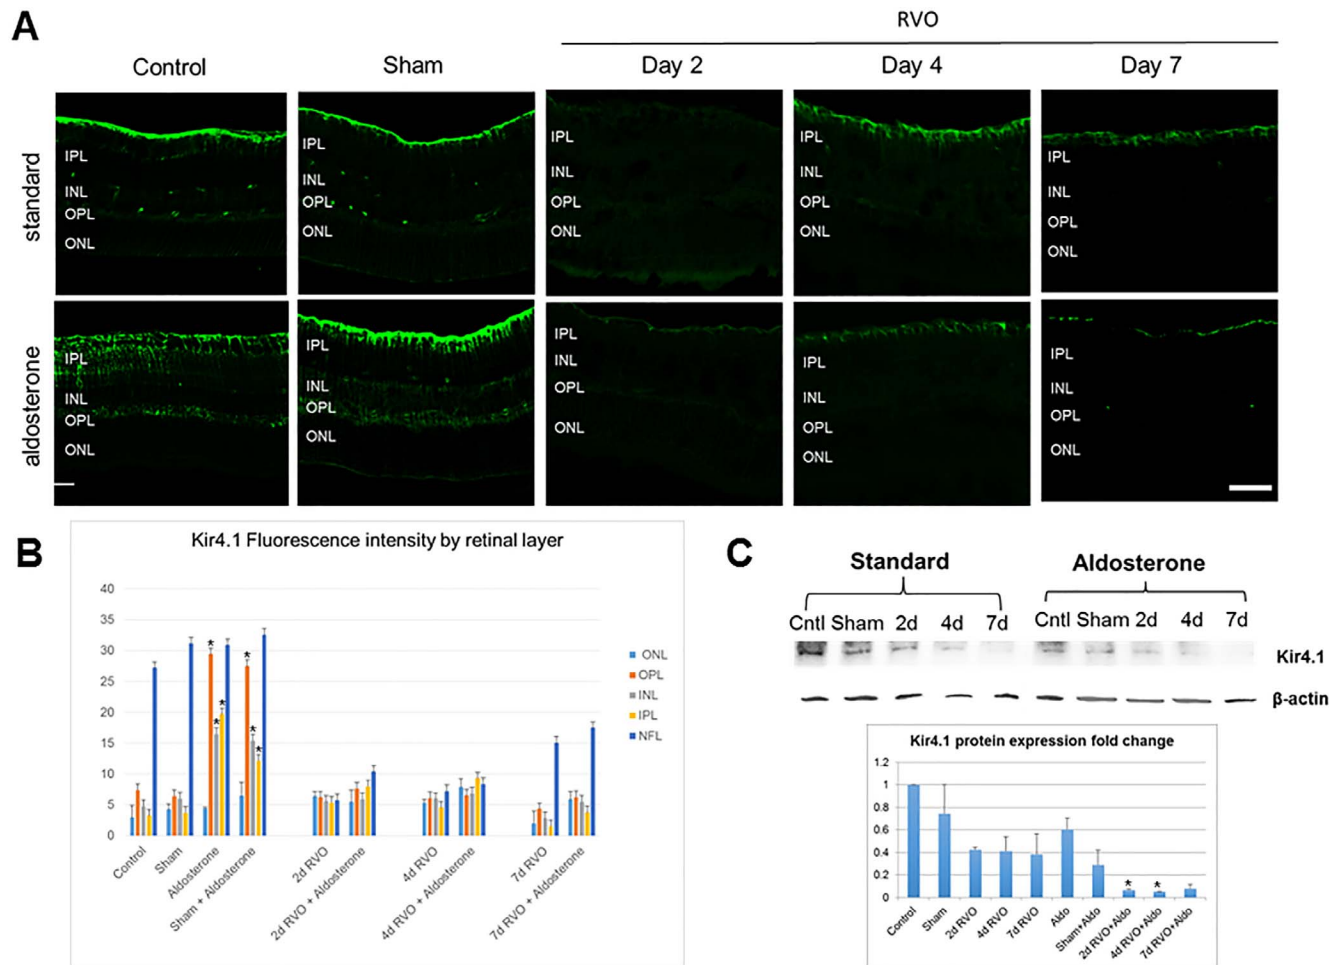 A
RVO
Control Sham Day 2 Day 4 Day 7
standard
IPL
INL
OPL
ONL
IPL
INL
OPL
ONL
IPL
INL
OPL
ONL
IPL
INL
OPL
ONL
IPL
INL
OPL
ONL
aldosterone
IPL
INL
OPL
ONL
IPL
INL
OPL
ONL
IPL
INL
OPL
ONL
IPL
INL
OPL
ONL
IPL
INL
OPL
ONL
B
Kir4.1 Fluorescence intensity by retinal layer
40
35
30
25
20
15
10
5
0
* * * * * *
Control
Sham
Aldosterone
Sham + Aldosterone
2d RVO
2d RVO + Aldosterone
4d RVO
4d RVO + Aldosterone
7d RVO
7d RVO + Aldosterone
ONL
OPL
INL
IPL
NFL
C
Standard Aldosterone
Cntl Sham 2d 4d 7d Cntl Sham 2d 4d 7d
Kir4.1
β-actin
Kir4.1 protein expression fold change
1.2
1
0.8
0.6
0.4
0.2
0
* *
Control
Sham
2d RVO
4d RVO
7d RVO
Aldo
Sham+Aldo
2d RVO+Aldo
4d RVO+Aldo
7d RVO+Aldo